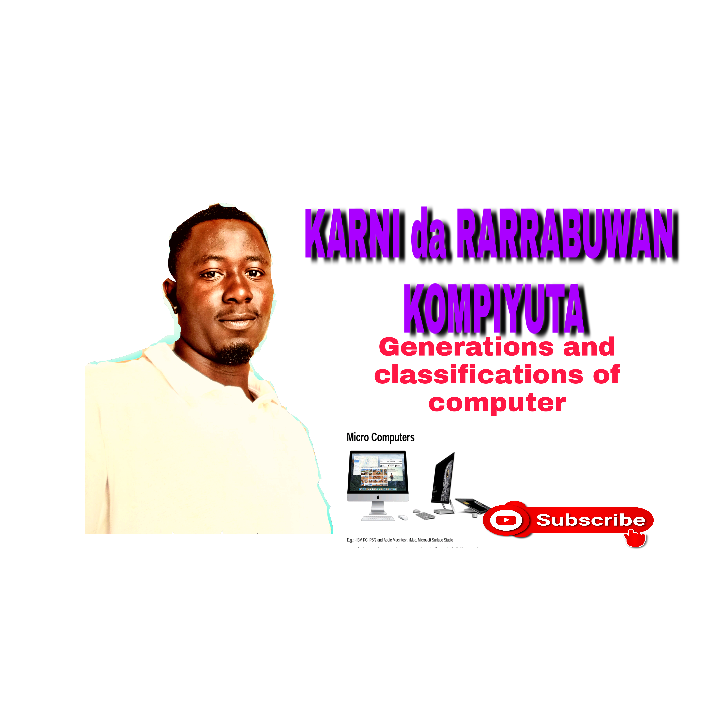 KARNI da RARRABUWAN
KOMPIYUTA
Generations and
classifications of
computer
Micro Computers
Subscribe